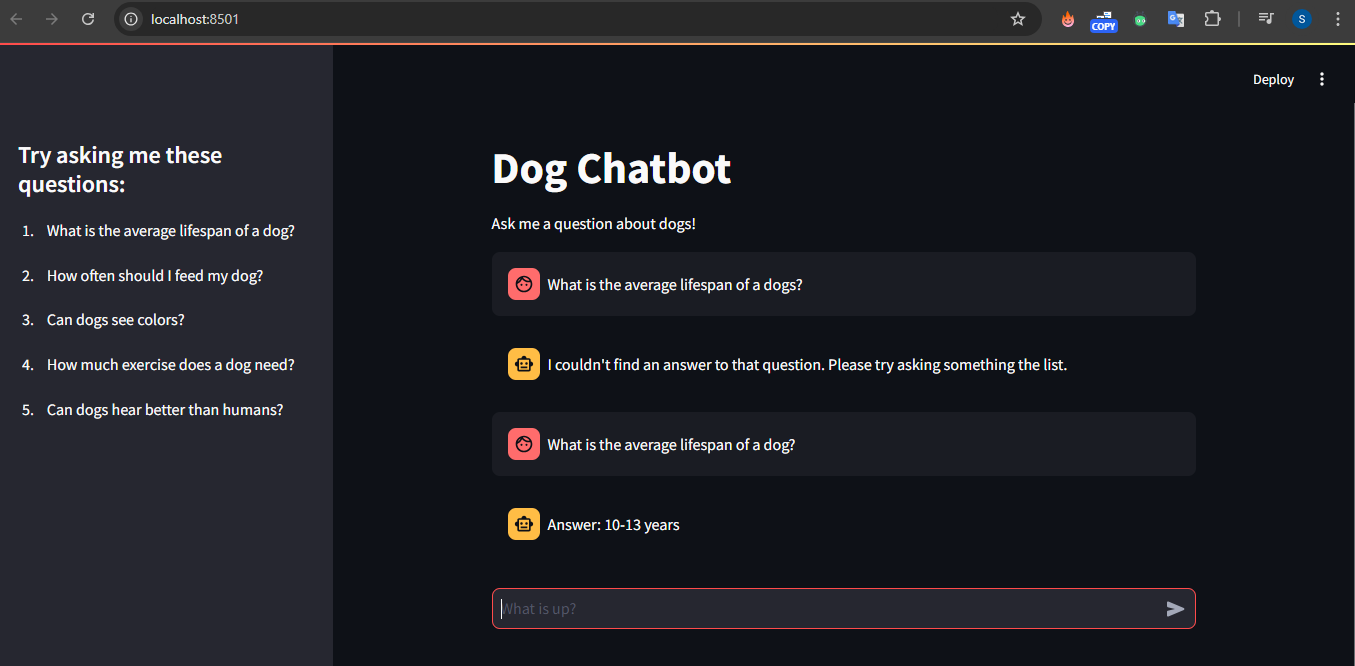 localhost:8501
COPY
S
Deploy
Try asking me these
questions:
1. What is the average lifespan of a dog?
2. How often should I feed my dog?
3. Can dogs see colors?
4. How much exercise does a dog need?
5. Can dogs hear better than humans?
Dog Chatbot
Ask me a question about dogs!
What is the average lifespan of a dogs?
I couldn't find an answer to that question. Please try asking something the list.
What is the average lifespan of a dog?
Answer: 10-13 years
What is up?